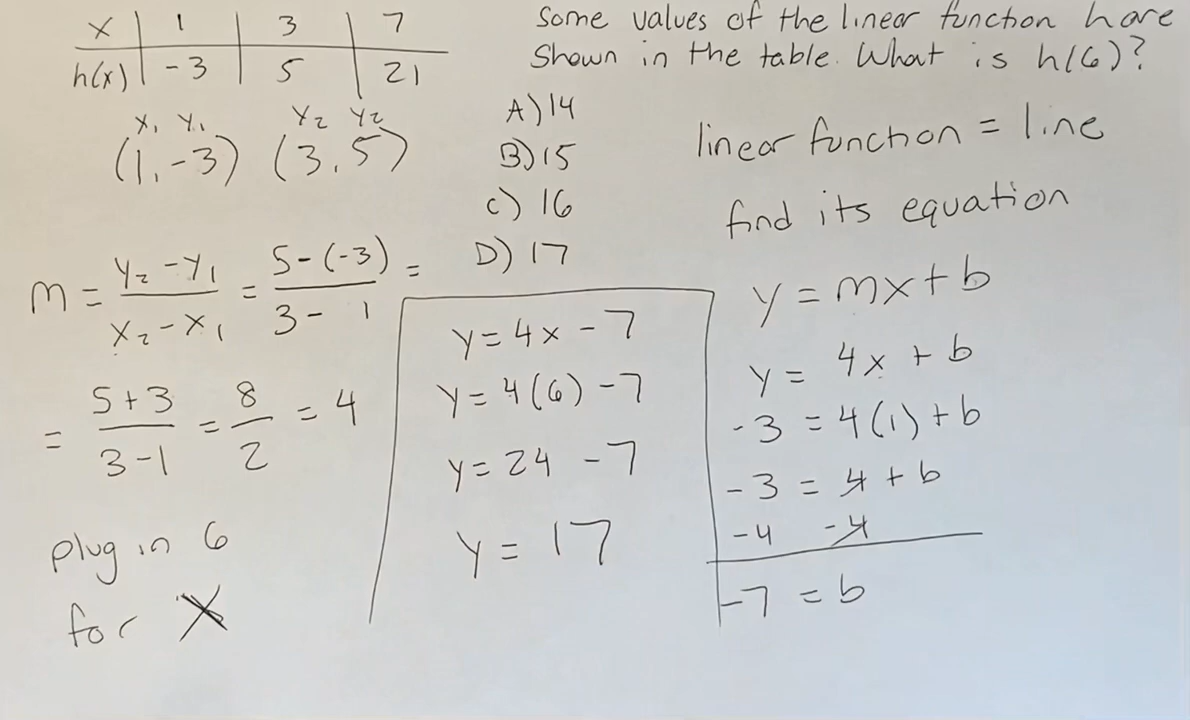 x | 1 | 3 | 7
h(x) | -3 | 5 | 21
Some values of the linear function h are
shown in the table. What is h(6)?
A) 14
B) 15
C) 16
D) 17
x₁ y₁ x₂ y₂
(1, -3) (3, 5)
m = y₂ - y₁ / x₂ - x₁ = 5 - (-3) / 3 - 1 =
= 5 + 3 / 3 - 1 = 8 / 2 = 4
plug in 6
for x
linear function = line
find its equation
y = mx + b
y = 4x + b
-3 = 4(1) + b
-3 = 4 + b
-4 -4
-7 = b
y = 4x - 7
y = 4(6) - 7
y = 24 - 7
y = 17